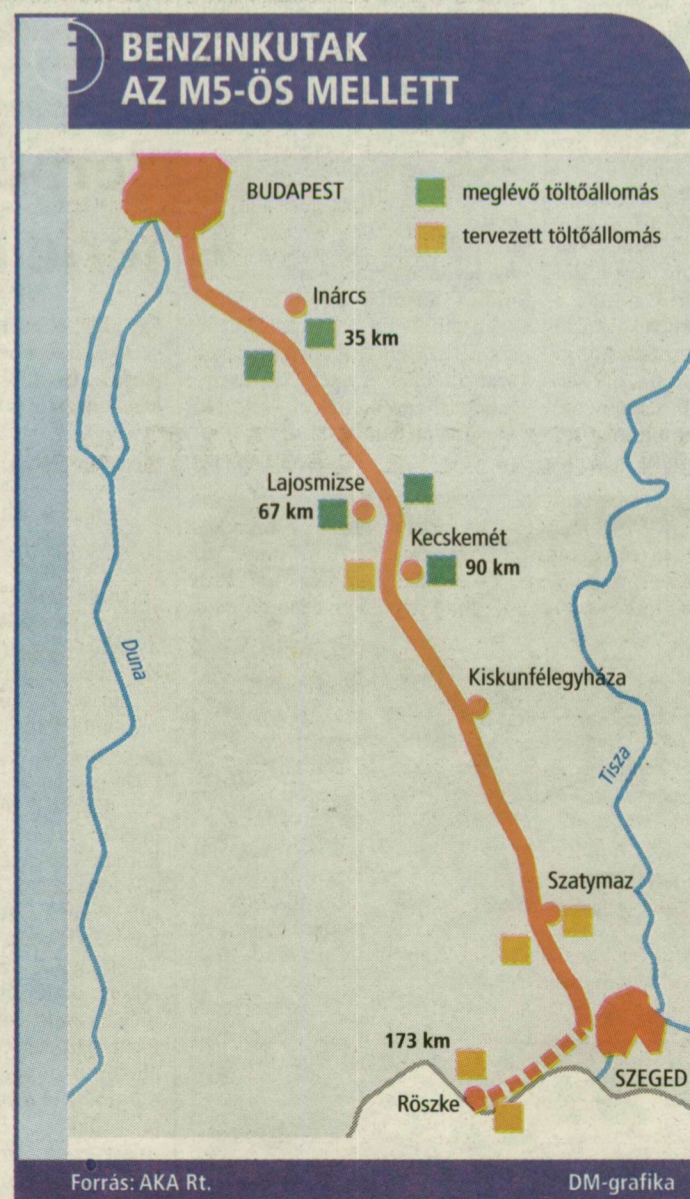 i
BENZINKUTAK
AZ M5-ÖS MELLETT
BUDAPEST
meglévő töltőállomás
tervezett töltőállomás
Inárcs
35 km
Lajosmizse
67 km
Kecskemét
90 km
Duna
Kiskunfélegyháza
Tisza
Szatymaz
173 km
SZEGED
Röszke
Forrás: AKA Rt.
DM-grafika